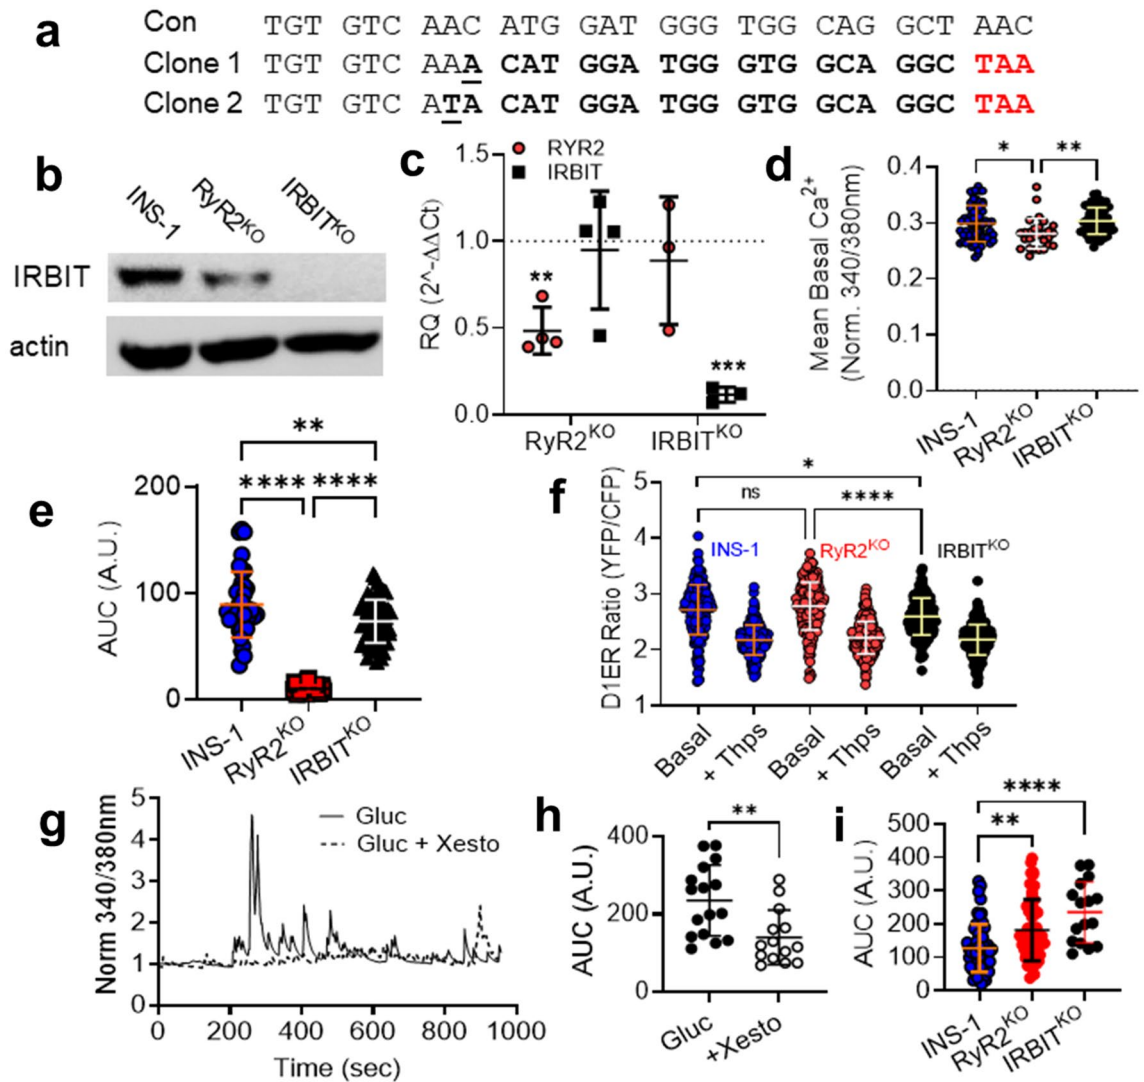 a
Con TGT GTC AAC ATG GAT GGG TGG CAG GCT AAC
Clone 1 TGT GTC AAA CAT GGA TGG GTG GCA GGC TAA
Clone 2 TGT GTC ATA CAT GGA TGG GTG GCA GGC TAA
b
INS-1 RyR2KO IRBITKO
IRBIT
actin
c
RYR2
IRBIT
RQ (2^-ΔΔCt)
1.5
1.0
0.5
0.0
**
***
RyR2KO IRBITKO
d
* **
Mean Basal Ca2+
(Norm. 340/380nm)
0.4
0.3
0.2
0.1
0.0
INS-1 RyR2KO IRBITKO
e
**
**** ****
AUC (A.U.)
200
100
0
INS-1 RyR2KO IRBITKO
f
*
ns ****
D1ER Ratio (YFP/CFP)
5
4
3
2
1
INS-1 RyR2KO IRBITKO
Basal + Thps Basal + Thps Basal + Thps
g
Norm 340/380nm
5
4
3
2
1
0
Gluc
Gluc + Xesto
0 200 400 600 800 1000
Time (sec)
h
**
AUC (A.U.)
400
200
0
Gluc +Xesto
i
****
**
AUC (A.U.)
500
400
300
200
100
0
INS-1 RyR2KO IRBITKO